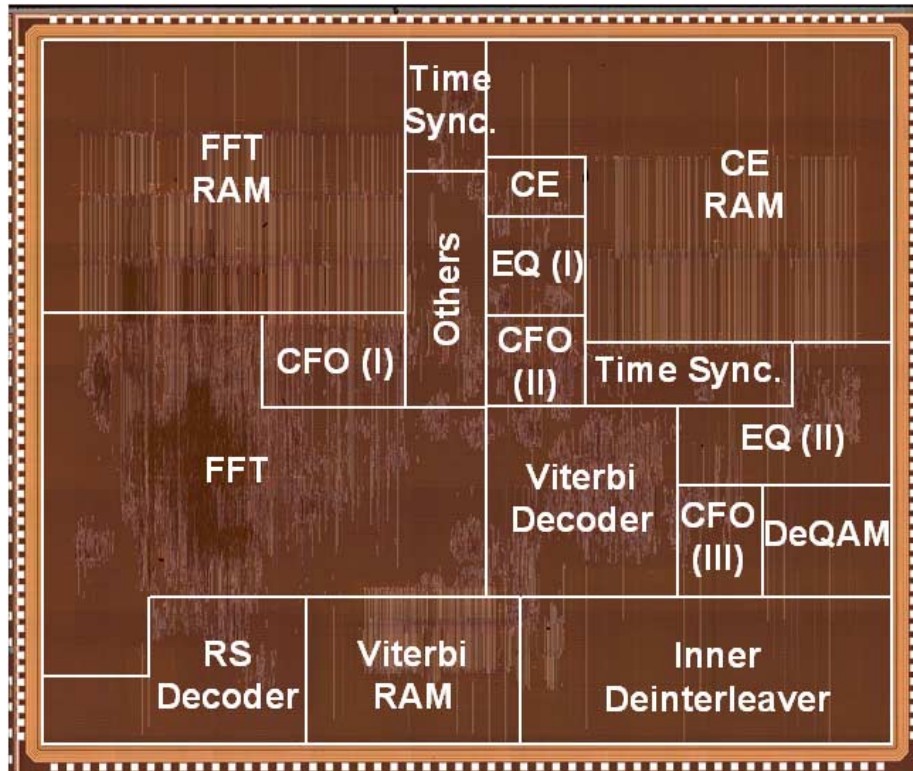 Time
Sync.
FFT
RAM
CE
RAM
CE
Others
EQ (I)
CFO (I)
CFO
(II)
Time Sync.
EQ (II)
FFT
Viterbi
Decoder
CFO
(III)
DeQAM
RS
Decoder
Viterbi
RAM
Inner
Deinterleaver